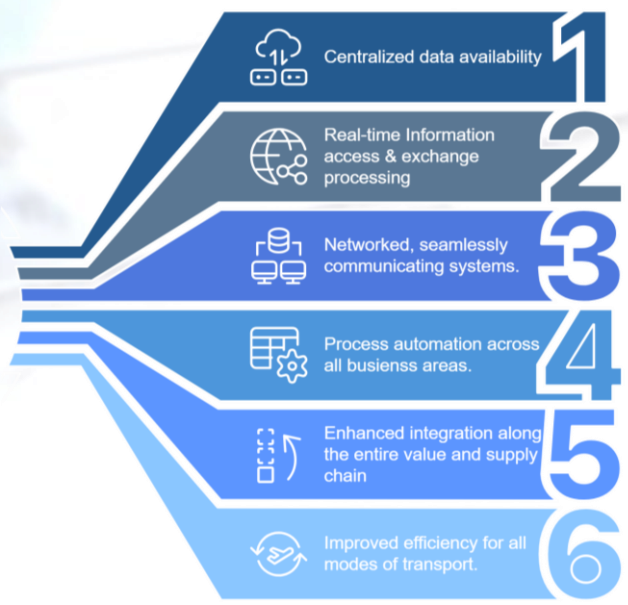 Centralized data availability
1
Real-time Information
access & exchange
processing
2
Networked, seamlessly
communicating systems.
3
Process automation across
all busienss areas.
4
Enhanced integration along
the entire value and supply
chain
5
Improved efficiency for all
modes of transport.
6